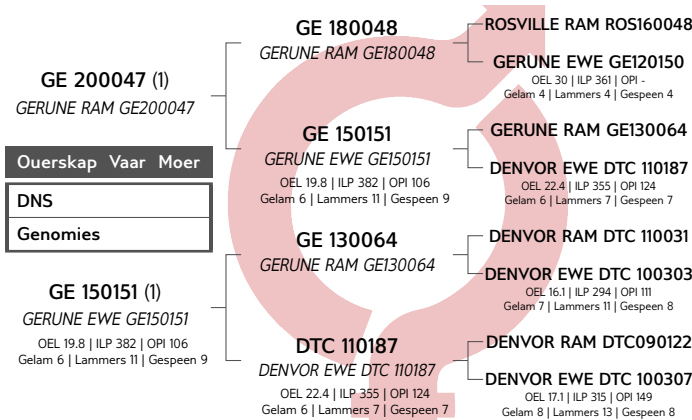 GE 200047 (1)
GERUNE RAM GE200047
Ouerskap Vaar Moer
DNS
Genomies
GE 150151 (1)
GERUNE EWE GE150151
OEL 19.8 | ILP 382 | OPI 106
Gelam 6 | Lammers 11 | Gespeen 9
GE 180048
GERUNE RAM GE180048
GE 150151
GERUNE EWE GE150151
OEL 19.8 | ILP 382 | OPI 106
Gelam 6 | Lammers 11 | Gespeen 9
GE 130064
GERUNE RAM GE130064
DTC 110187
DENVOR EWE DTC 110187
OEL 22.4 | ILP 355 | OPI 124
Gelam 6 | Lammers 7 | Gespeen 7
ROSVILLE RAM ROS160048
GERUNE EWE GE120150
OEL 30 | ILP 361 | OPI -
Gelam 4 | Lammers 4 | Gespeen 4
GERUNE RAM GE130064
DENVOR EWE DTC 110187
OEL 22.4 | ILP 355 | OPI 124
Gelam 6 | Lammers 7 | Gespeen 7
DENVOR RAM DTC 110031
DENVOR EWE DTC 100303
OEL 16.1 | ILP 294 | OPI 111
Gelam 7 | Lammers 11 | Gespeen 8
DENVOR RAM DTC090122
DENVOR EWE DTC 100307
OEL 17.1 | ILP 315 | OPI 149
Gelam 8 | Lammers 13 | Gespeen 8